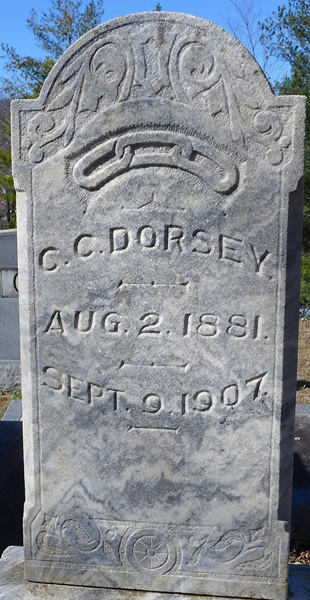 C.C. DORSEY.
AUG. 2. 1881.
SEPT. 9. 1907.